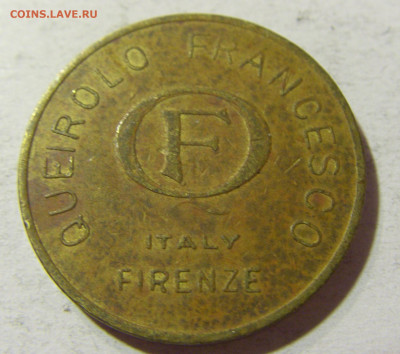 COINS.LAVE.RU
QUEIROLO FRANCESCO
F
ITALY
FIRENZE